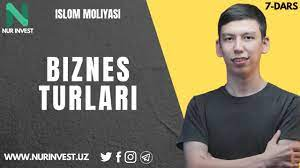 NUR INVEST
ISLOM MOLIYASI
7-DARS
BIZNES
TURLARI
WWW.NURINVEST.UZ